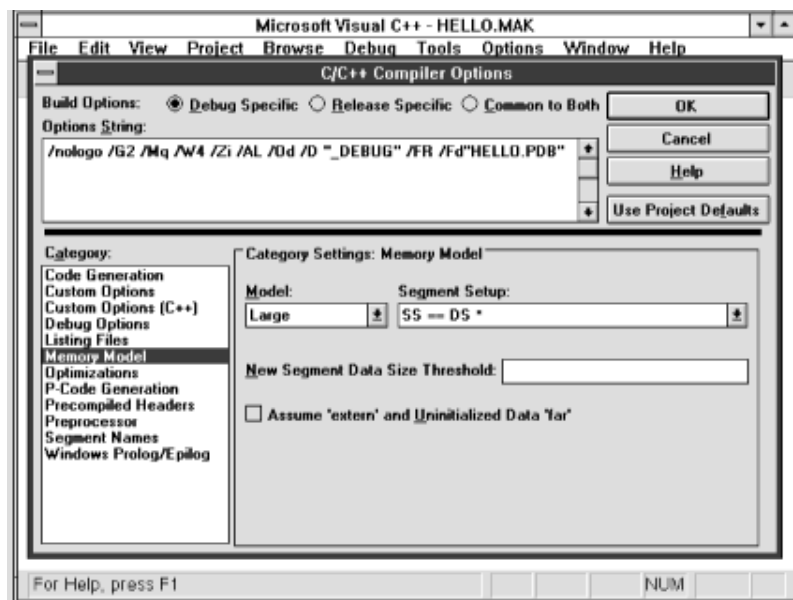 Microsoft Visual C++ - HELLO.MAK
File Edit View Project Browse Debug Tools Options Window Help
C/C++ Compiler Options
Build Options: Debug Specific Release Specific Common to Both
OK
Options String:
Cancel
/nologo /G2 /Mq /W4 /Zi /AL /Od /D "_DEBUG" /FR /Fd"HELLO.PDB"
Help
Use Project Defaults
Category:
Code Generation
Custom Options
Custom Options (C++)
Debug Options
Listing Files
Memory Model
Optimizations
P-Code Generation
Precompiled Headers
Preprocessor
Segment Names
Windows Prolog/Epilog
Category Settings: Memory Model
Model: Segment Setup:
Large SS == DS *
New Segment Data Size Threshold:
Assume 'extern' and Uninitialized Data 'far'
For Help, press F1 NUM